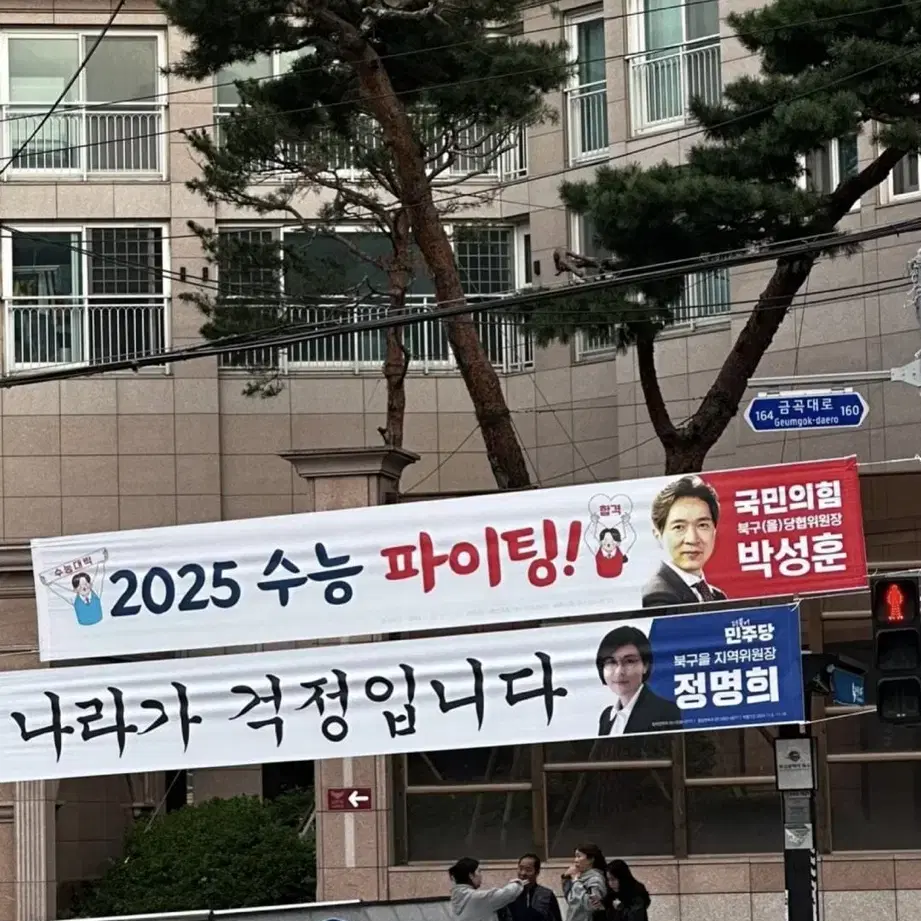 164 금곡대로 160
Geumgok-daero
수능대박
2025 수능 파이팅!
합격
국민의힘
북구(을)당협위원장
박성훈
나라가 걱정입니다
더불어
민주당
북구을 지역위원장
정명희